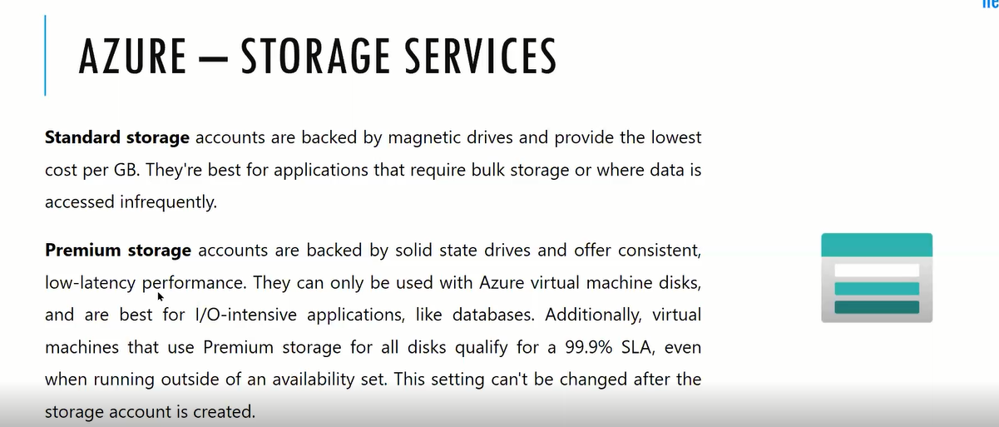 AZURE – STORAGE SERVICES
Standard storage accounts are backed by magnetic drives and provide the lowest
cost per GB. They're best for applications that require bulk storage or where data is
accessed infrequently.
Premium storage accounts are backed by solid state drives and offer consistent,
low-latency performance. They can only be used with Azure virtual machine disks,
and are best for I/O-intensive applications, like databases. Additionally, virtual
machines that use Premium storage for all disks qualify for a 99.9% SLA, even
when running outside of an availability set. This setting can't be changed after the
storage account is created.